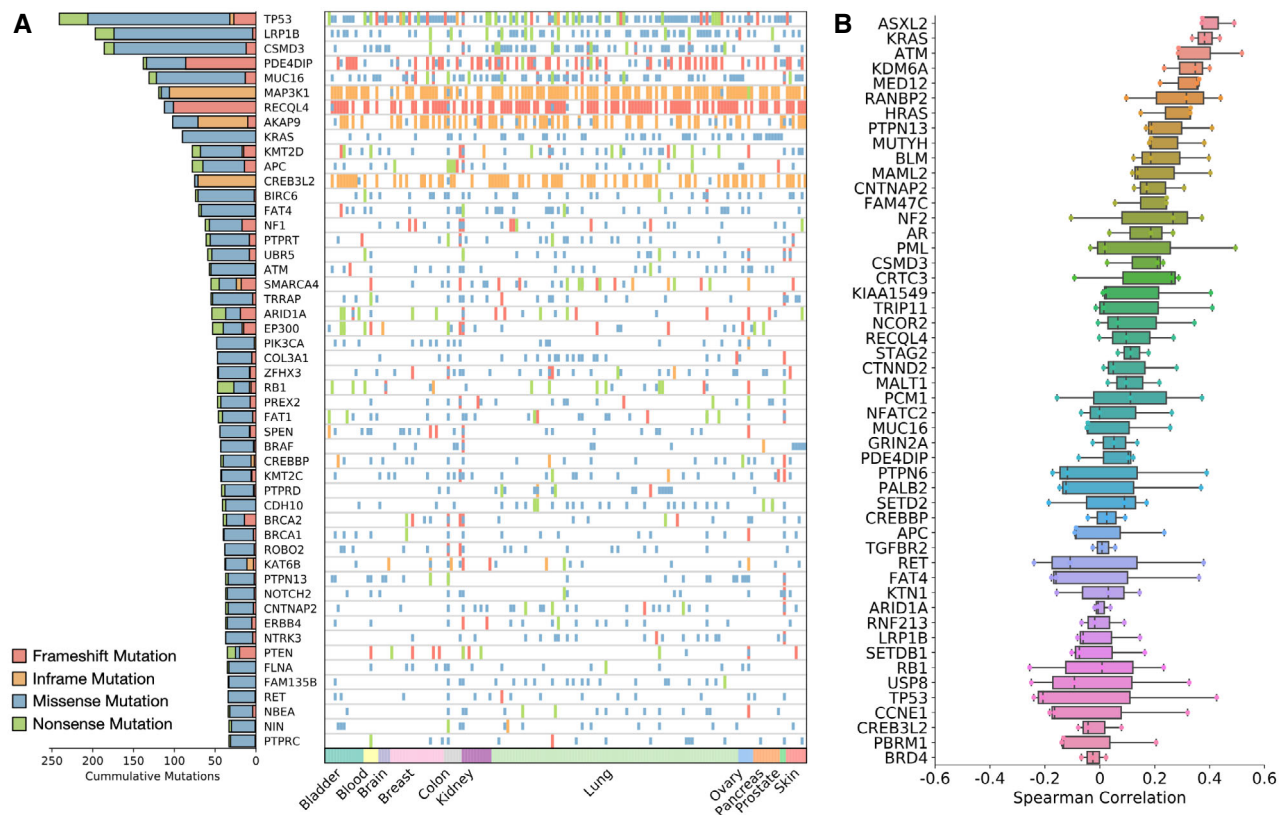 A
TP53
LRP1B
CSMD3
PDE4DIP
MUC16
MAP3K1
RECQL4
AKAP9
KRAS
KMT2D
APC
CREB3L2
BIRC6
FAT4
NF1
PTPRT
UBR5
ATM
SMARCA4
TRRAP
ARID1A
EP300
PIK3CA
COL3A1
ZFHX3
RB1
PREX2
FAT1
SPEN
BRAF
CREBBP
KMT2C
PTPRD
CDH10
BRCA2
BRCA1
ROBO2
KAT6B
PTPN13
NOTCH2
CNTNAP2
ERBB4
NTRK3
PTEN
FLNA
FAM135B
RET
NBEA
NIN
PTPRC
Frameshift Mutation
Inframe Mutation
Missense Mutation
Nonsense Mutation
250 200 150 100 50 0
Cummulative Mutations
Bladder Blood Brain Breast Colon Kidney Lung Ovary Pancreas Prostate Skin
B
ASXL2
KRAS
ATM
KDM6A
MED12
RANBP2
HRAS
PTPN13
MUTYH
BLM
MAML2
CNTNAP2
FAM47C
NF2
AR
PML
CSMD3
CRTC3
KIAA1549
TRIP11
NCOR2
RECQL4
STAG2
CTNND2
MALT1
PCM1
NFATC2
MUC16
GRIN2A
PDE4DIP
PTPN6
PALB2
SETD2
CREBBP
APC
TGFBR2
RET
FAT4
KTN1
ARID1A
RNF213
LRP1B
SETDB1
RB1
USP8
TP53
CCNE1
CREB3L2
PBRM1
BRD4
-0.6 -0.4 -0.2 0 0.2 0.4 0.6
Spearman Correlation